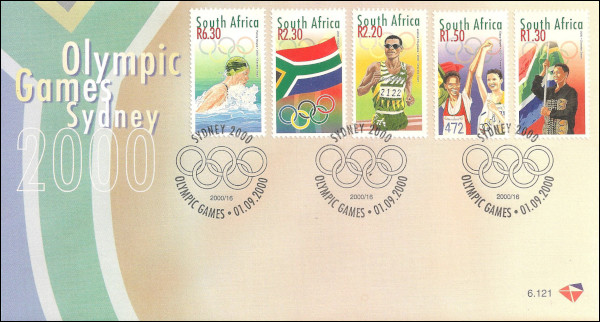 Olympic
Games
Sydney
2000
South Africa
R6.30
South Africa
R2.30
South Africa
R2.20
2122
South Africa
R1.50
472
South Africa
R1.30
SYDNEY 2000
2000/16
OLYMPIC GAMES • 01.09.2000
SYDNEY 2000
2000/16
OLYMPIC GAMES • 01.09.2000
SYDNEY 2000
2000/16
OLYMPIC GAMES • 01.09.2000
6.121